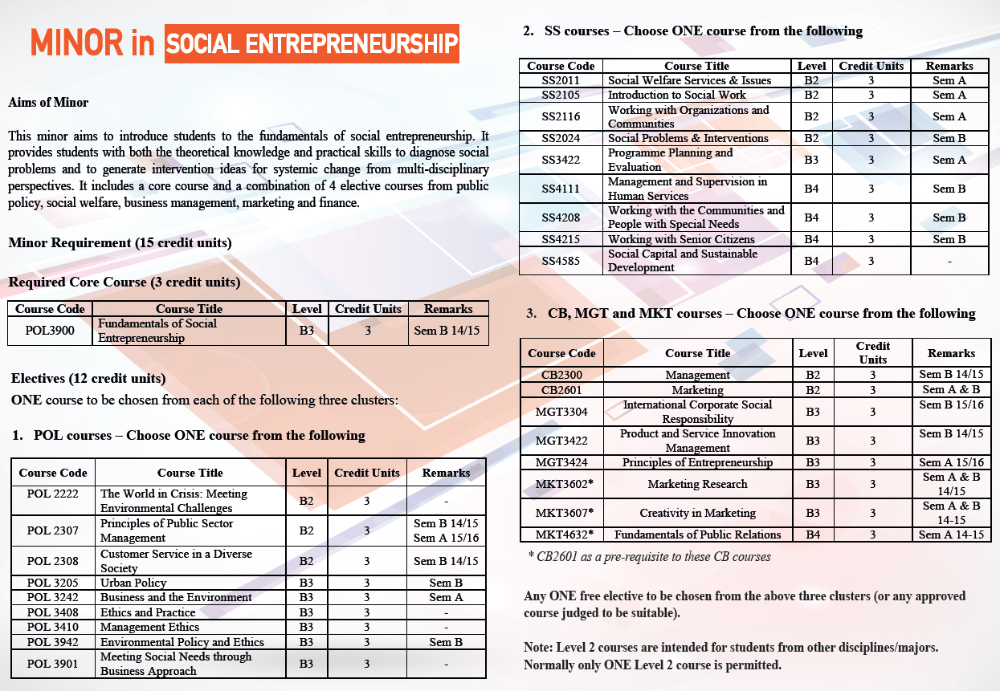 MINOR in SOCIAL ENTREPRENEURSHIP
Aims of Minor
This minor aims to introduce students to the fundamentals of social entrepreneurship. It
provides students with both the theoretical knowledge and practical skills to diagnose social
problems and to generate intervention ideas for systemic change from multi-disciplinary
perspectives. It includes a core course and a combination of 4 elective courses from public
policy, social welfare, business management, marketing and finance.
Minor Requirement (15 credit units)
Required Core Course (3 credit units)
Course Code Course Title Level Credit Units Remarks
POL3900 Fundamentals of Social B3 3 Sem B 14/15
Entrepreneurship
Electives (12 credit units)
ONE course to be chosen from each of the following three clusters:
1. POL courses – Choose ONE course from the following
Course Code Course Title Level Credit Units Remarks
POL 2222 The World in Crisis: Meeting B2 3 -
Environmental Challenges
POL 2307 Principles of Public Sector B2 3 Sem B 14/15
Management Sem A 15/16
POL 2308 Customer Service in a Diverse B2 3 Sem B 14/15
Society
POL 3205 Urban Policy B3 3 Sem B
POL 3242 Business and the Environment B3 3 Sem A
POL 3408 Ethics and Practice B3 3 -
POL 3410 Management Ethics B3 3 -
POL 3942 Environmental Policy and Ethics B3 3 Sem B
POL 3901 Meeting Social Needs through B3 3 -
Business Approach
2. SS courses – Choose ONE course from the following
Course Code Course Title Level Credit Units Remarks
SS2011 Social Welfare Services & Issues B2 3 Sem A
SS2105 Introduction to Social Work B2 3 Sem A
SS2116 Working with Organizations and B2 3 Sem A
Communities
SS2024 Social Problems & Interventions B2 3 Sem B
SS3422 Programme Planning and B3 3 Sem A
Evaluation
SS4111 Management and Supervision in B4 3 Sem B
Human Services
SS4208 Working with the Communities and B4 3 Sem B
People with Special Needs
SS4215 Working with Senior Citizens B4 3 Sem B
SS4585 Social Capital and Sustainable B4 3 -
Development
3. CB, MGT and MKT courses – Choose ONE course from the following
Course Code Course Title Level Credit Remarks
Units
CB2300 Management B2 3 Sem B 14/15
CB2601 Marketing B2 3 Sem A & B
MGT3304 International Corporate Social B3 3 Sem B 15/16
Responsibility
MGT3422 Product and Service Innovation B3 3 Sem B 14/15
Management
MGT3424 Principles of Entrepreneurship B3 3 Sem A 15/16
MKT3602* Marketing Research B3 3 Sem A & B
14/15
MKT3607* Creativity in Marketing B3 3 Sem A & B
14-15
MKT4632* Fundamentals of Public Relations B4 3 Sem A 14-15
* CB2601 as a pre-requisite to these CB courses
Any ONE free elective to be chosen from the above three clusters (or any approved
course judged to be suitable).
Note: Level 2 courses are intended for students from other disciplines/majors.
Normally only ONE Level 2 course is permitted.